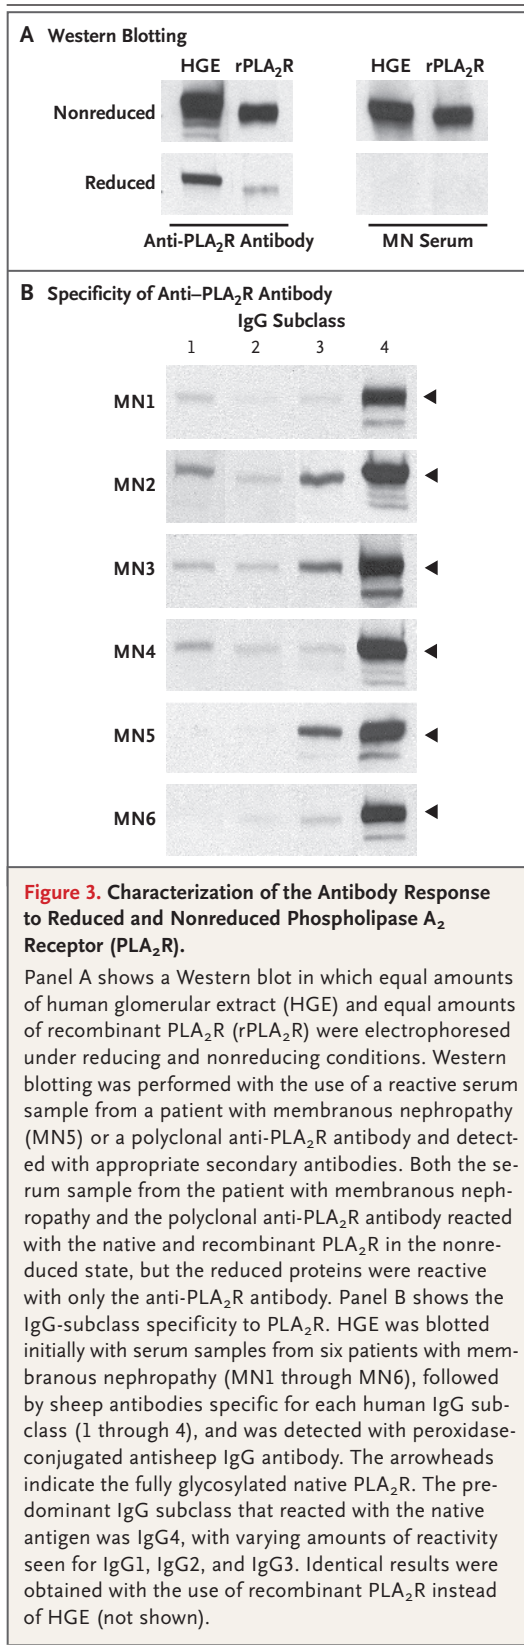 A Western Blotting
HGE rPLA₂R HGE rPLA₂R
Nonreduced
Reduced
Anti-PLA₂R Antibody MN Serum
B Specificity of Anti–PLA₂R Antibody
IgG Subclass
1 2 3 4
MN1
MN2
MN3
MN4
MN5
MN6
Figure 3. Characterization of the Antibody Response
to Reduced and Nonreduced Phospholipase A₂
Receptor (PLA₂R).
Panel A shows a Western blot in which equal amounts
of human glomerular extract (HGE) and equal amounts
of recombinant PLA₂R (rPLA₂R) were electrophoresed
under reducing and nonreducing conditions. Western
blotting was performed with the use of a reactive serum
sample from a patient with membranous nephropathy
(MN5) or a polyclonal anti-PLA₂R antibody and detect-
ed with appropriate secondary antibodies. Both the se-
rum sample from the patient with membranous neph-
ropathy and the polyclonal anti-PLA₂R antibody reacted
with the native and recombinant PLA₂R in the nonre-
duced state, but the reduced proteins were reactive
with only the anti-PLA₂R antibody. Panel B shows the
IgG-subclass specificity to PLA₂R. HGE was blotted
initially with serum samples from six patients with mem-
branous nephropathy (MN1 through MN6), followed
by sheep antibodies specific for each human IgG sub-
class (1 through 4), and was detected with peroxidase-
conjugated antisheep IgG antibody. The arrowheads
indicate the fully glycosylated native PLA₂R. The pre-
dominant IgG subclass that reacted with the native
antigen was IgG4, with varying amounts of reactivity
seen for IgG1, IgG2, and IgG3. Identical results were
obtained with the use of recombinant PLA₂R instead
of HGE (not shown).